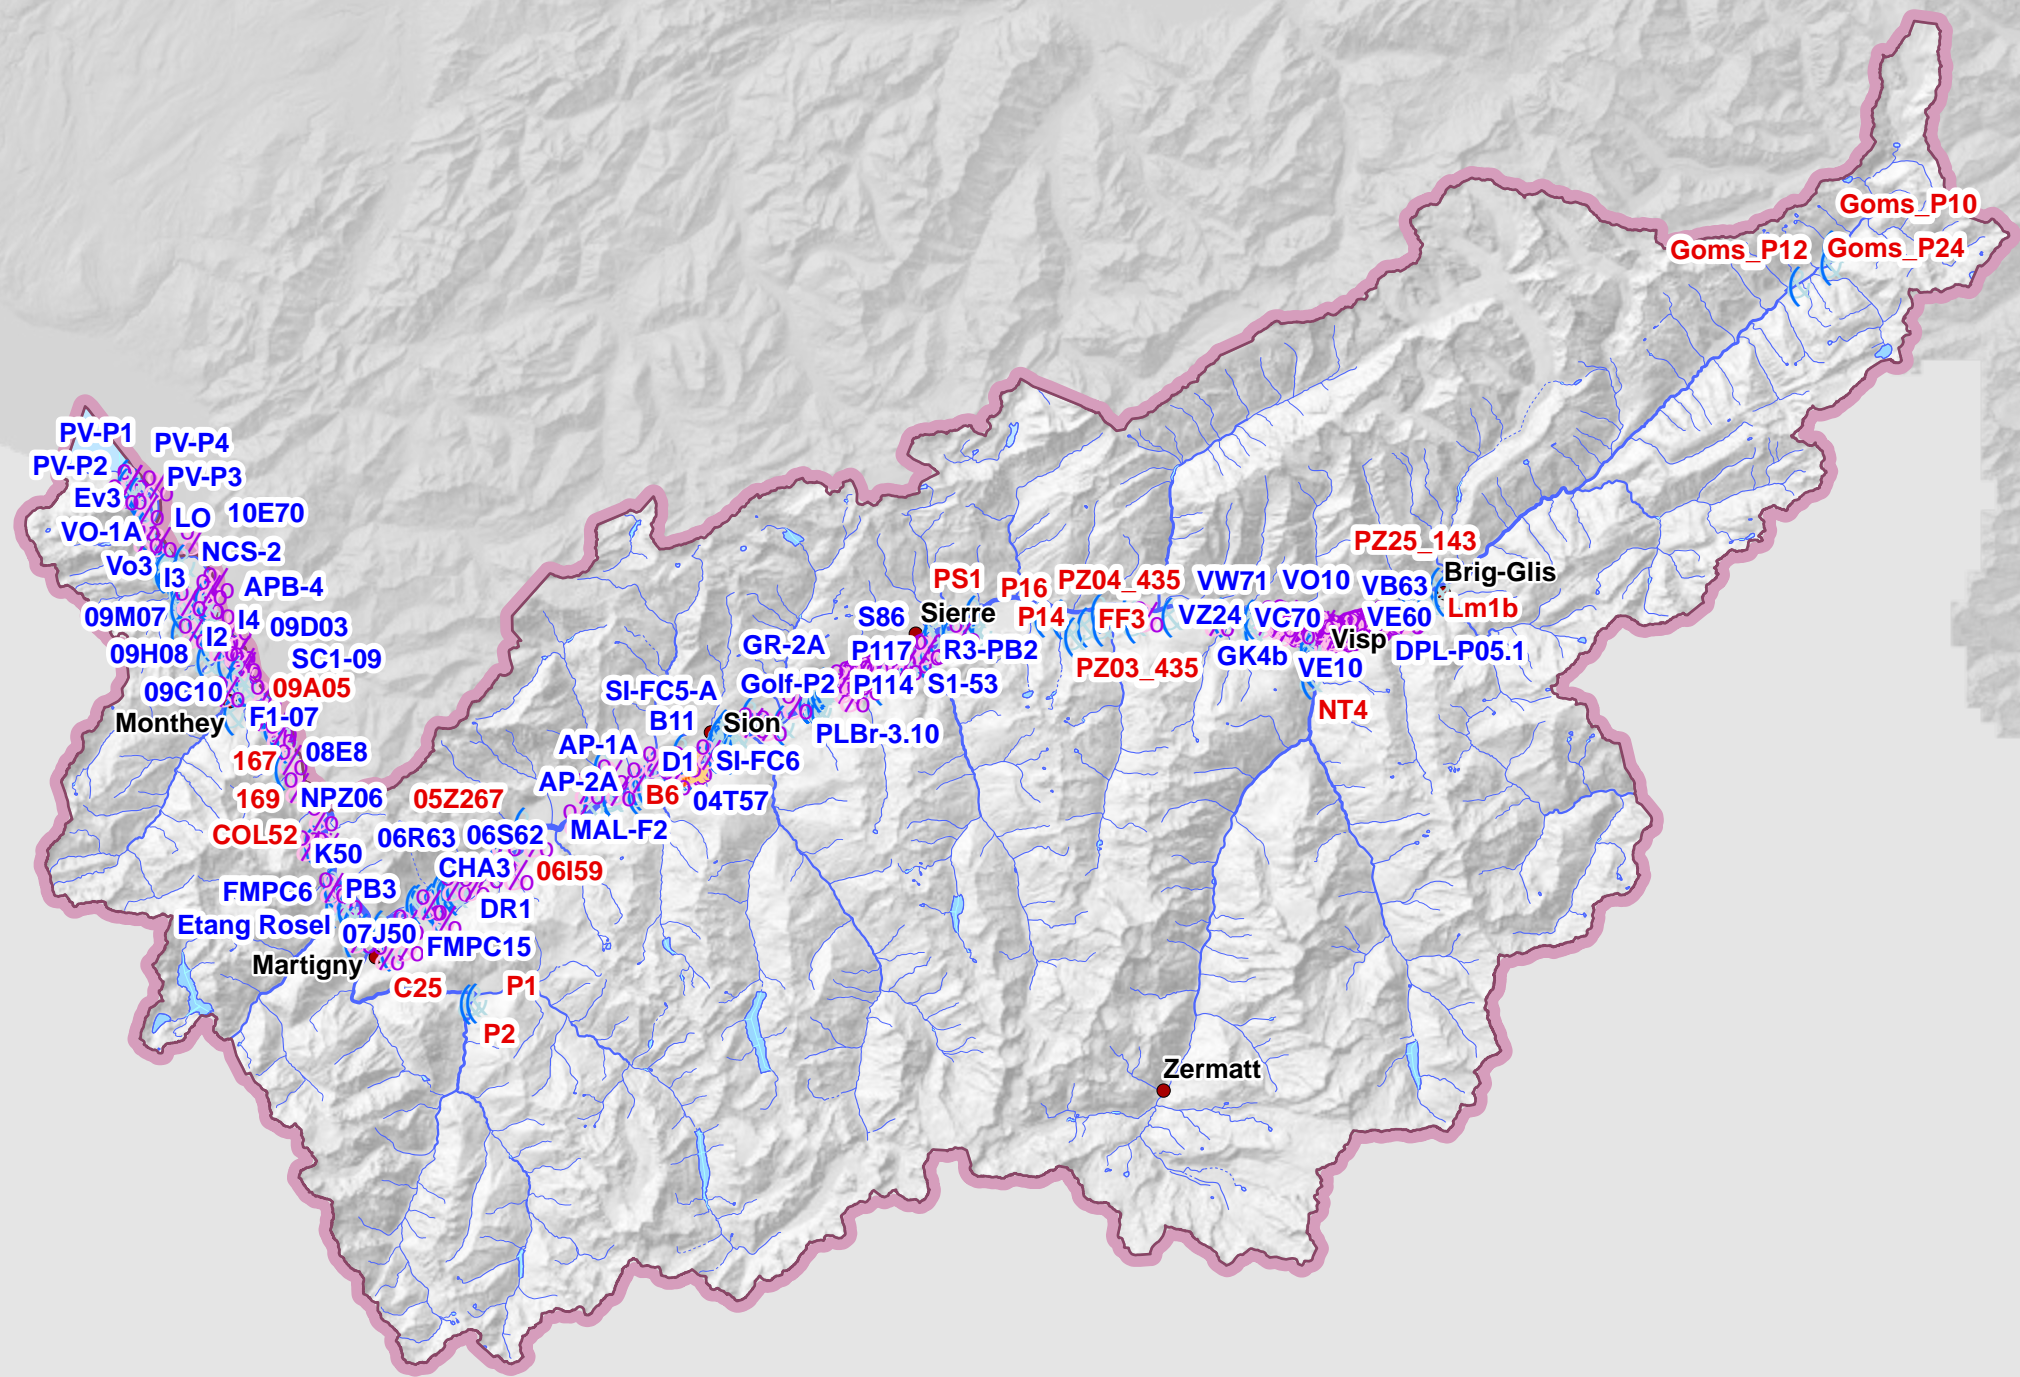 Goms_P10
Goms_P12
Goms_P24
PV-P1
PV-P4
PV-P2
PV-P3
Ev3
LO
10E70
VO-1A
NCS-2
Vo3
I3
APB-4
09M07
I4
09D03
I2
09H08
SC1-09
09C10
09A05
Monthey
F1-07
167
08E8
169
NPZ06
COL52
K50
FMPC6
PB3
Etang Rosel
07J50
Martigny
C25
P1
P2
05Z267
06R63
06S62
CHA3
06I59
DR1
FMPC15
MAL-F2
AP-1A
AP-2A
SI-FC5-A
B11
Sion
D1
SI-FC6
B6
04T57
GR-2A
Golf-P2
PLBr-3.10
S86
Sierre
P117
R3-PB2
P114
S1-53
PS1
P16
PZ04_435
P14
FF3
PZ03_435
VW71
VO10
VZ24
VC70
GK4b
Visp
VE10
NT4
PZ25_143
Brig-Glis
VB63
Lm1b
VE60
DPL-P05.1
Zermatt